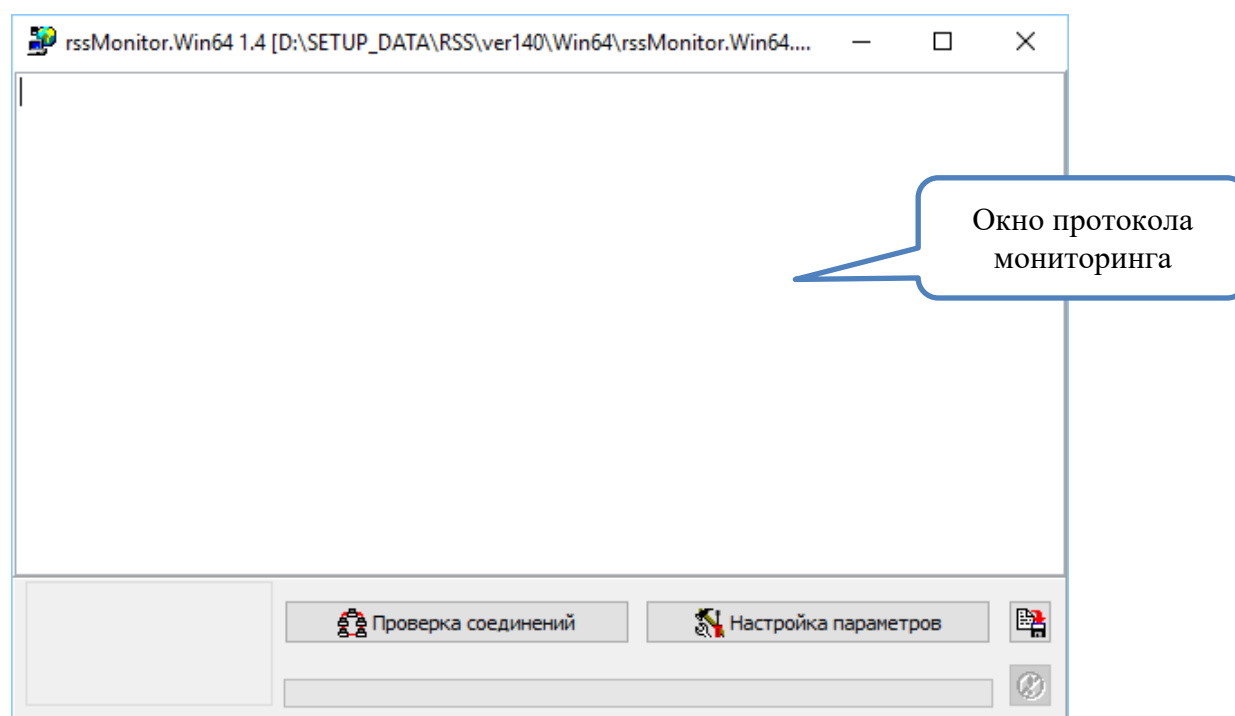 rssMonitor.Win64 1.4 [D:\SETUP_DATA\RSS\ver140\Win64\rssMonitor.Win64....
Окно протокола
мониторинга
Проверка соединений
Настройка параметров